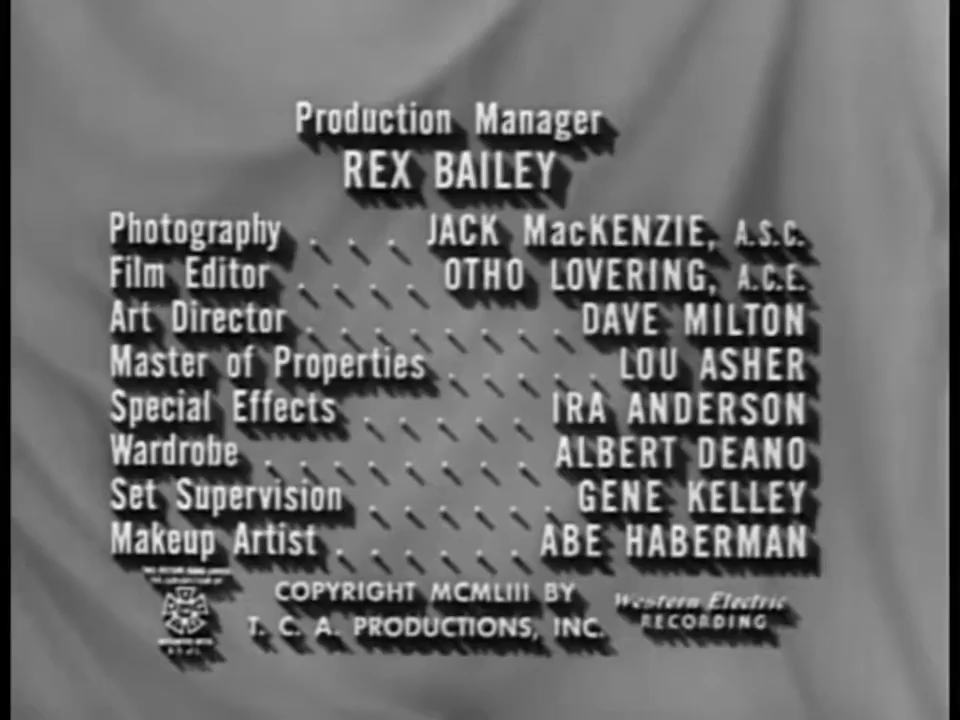 Production Manager
REX BAILEY
Photography . . . JACK MacKENZIE, A.S.C.
Film Editor . . . . OTHO LOVERING, A.C.E.
Art Director . . . . . . . . DAVE MILTON
Master of Properties . . . . . LOU ASHER
Special Effects . . . . . IRA ANDERSON
Wardrobe . . . . . . . . ALBERT DEANO
Set Supervision . . . . . GENE KELLEY
Makeup Artist . . . . . . ABE HABERMAN
COPYRIGHT MCMLIII BY
T. C. A. PRODUCTIONS, INC.
Western Electric
RECORDING